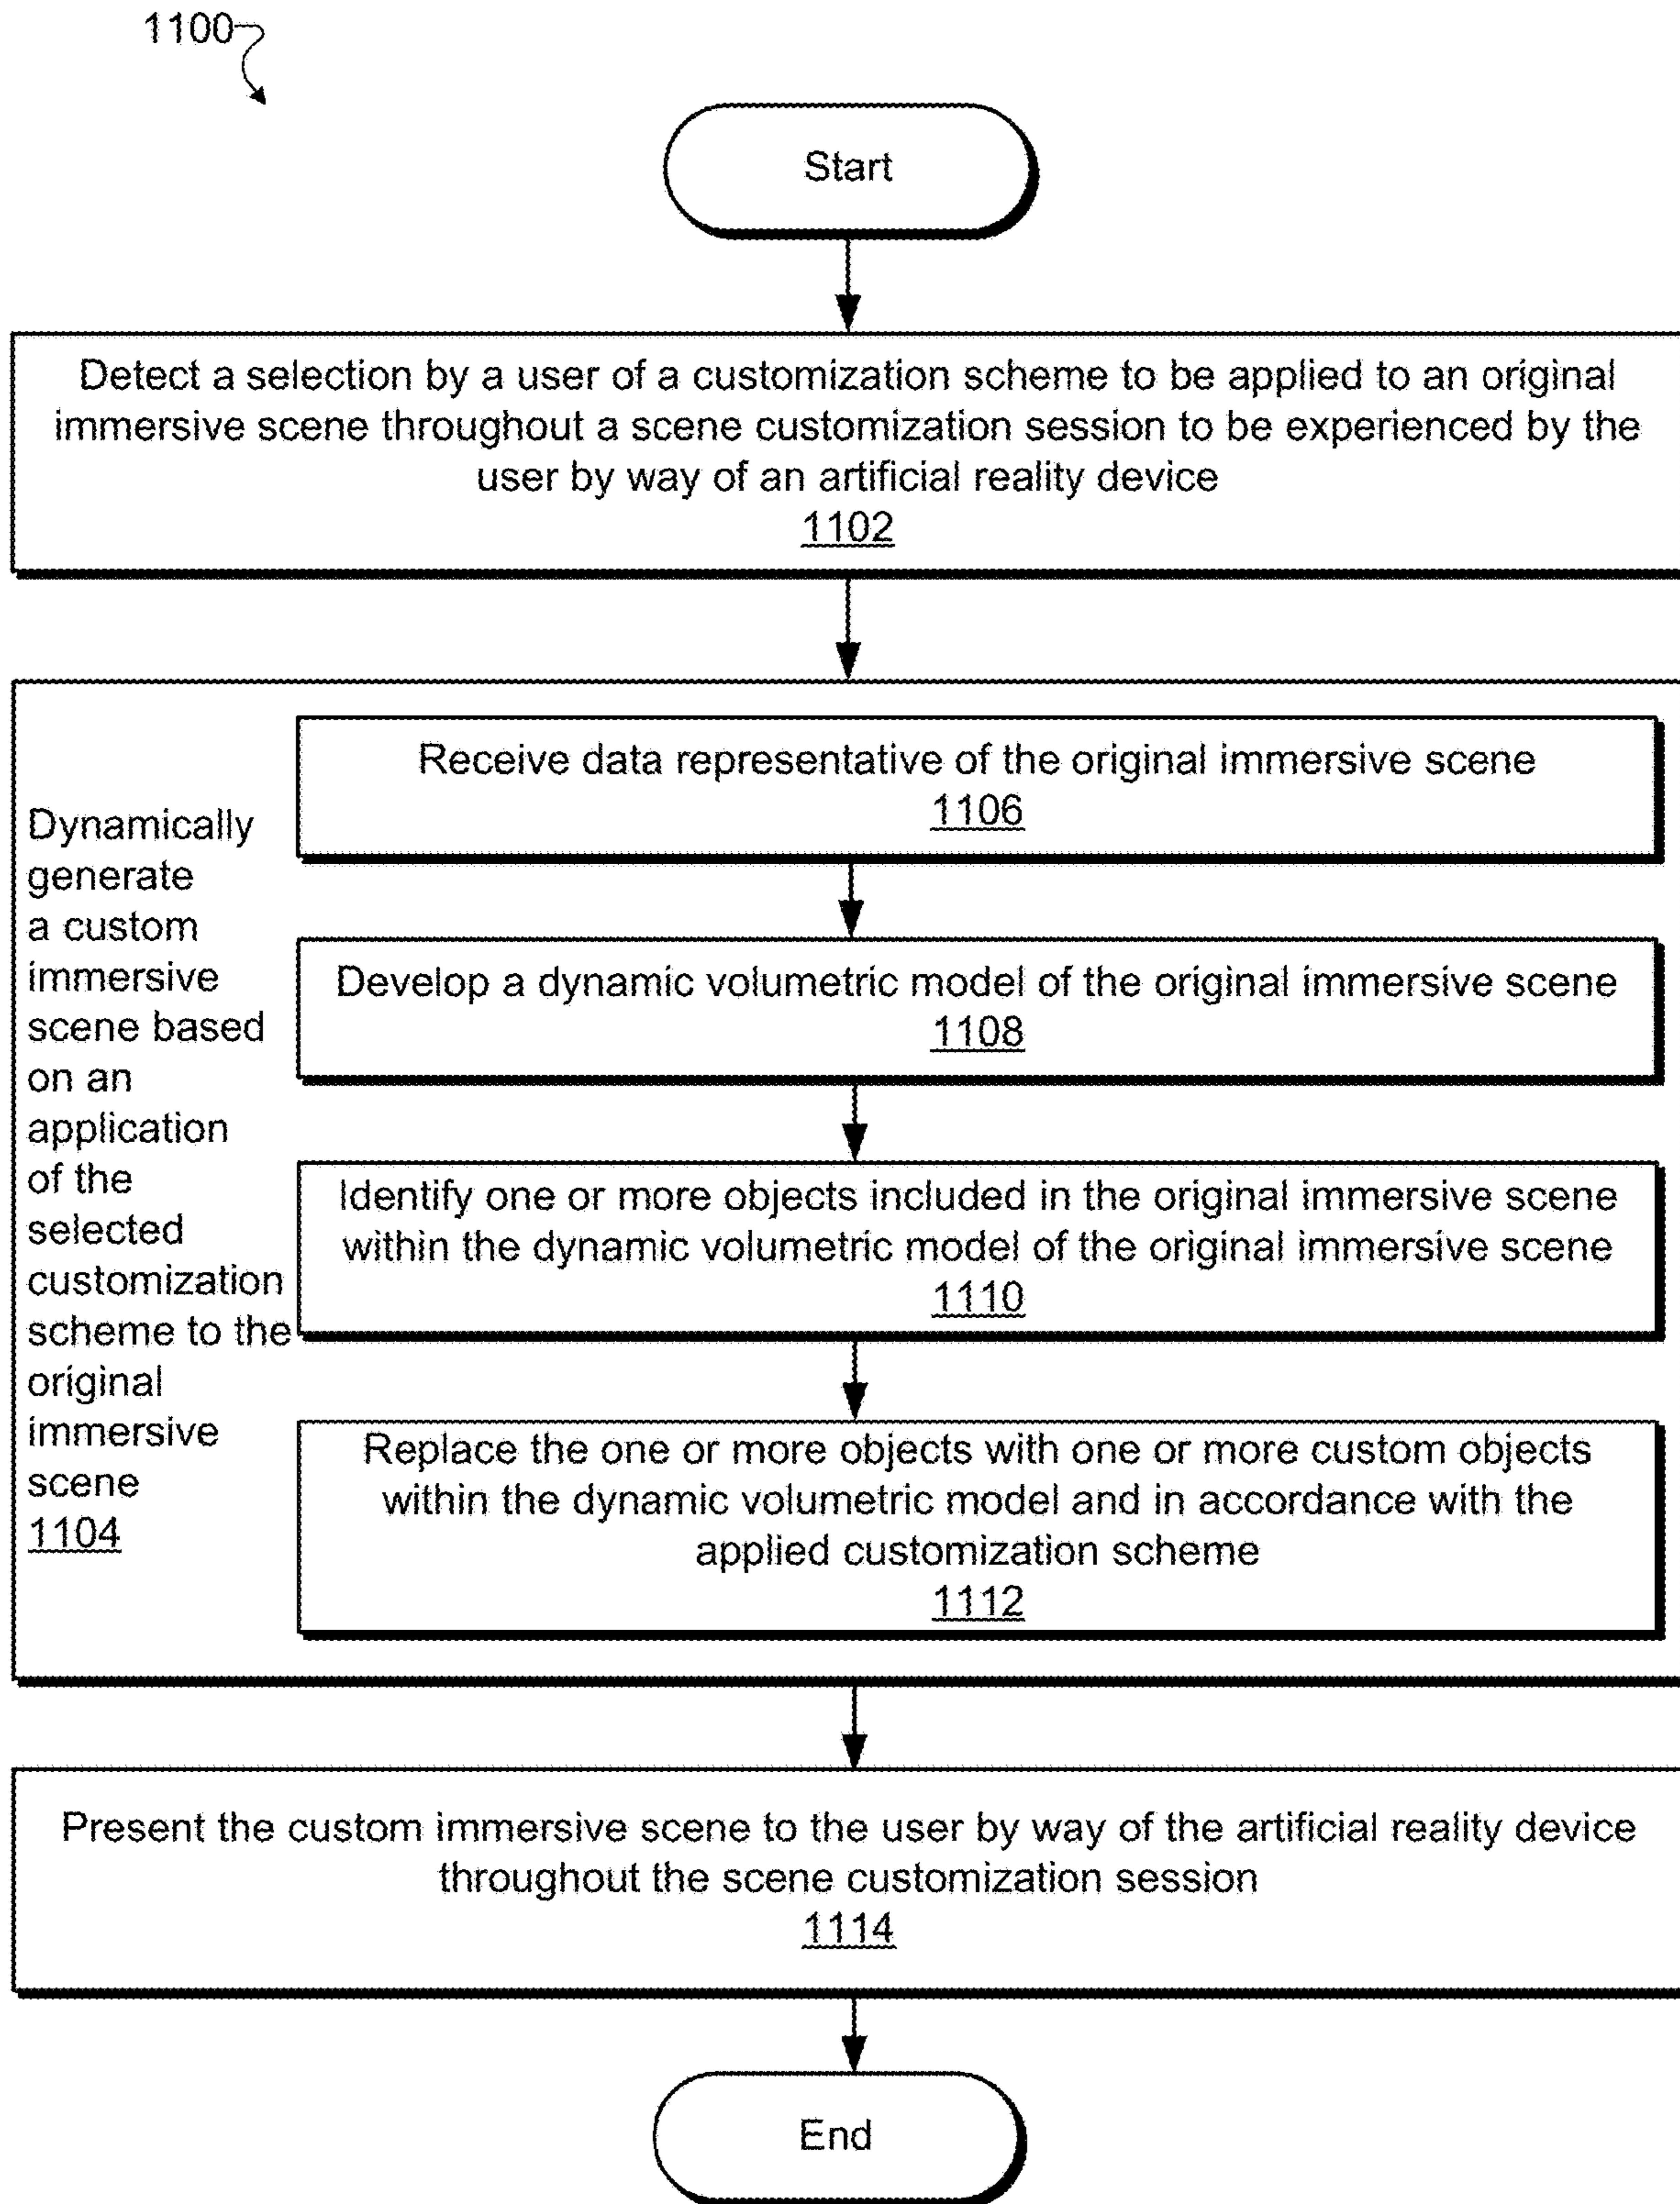 1100
Start
Detect a selection by a user of a customization scheme to be applied to an original
immersive scene throughout a scene customization session to be experienced by the
user by way of an artificial reality device
1102
Dynamically
generate
a custom
immersive
scene based
on an
application
of the
selected
customization
scheme to the
original
immersive
scene
1104
Receive data representative of the original immersive scene
1106
Develop a dynamic volumetric model of the original immersive scene
1108
Identify one or more objects included in the original immersive scene
within the dynamic volumetric model of the original immersive scene
1110
Replace the one or more objects with one or more custom objects
within the dynamic volumetric model and in accordance with the
applied customization scheme
1112
Present the custom immersive scene to the user by way of the artificial reality device
throughout the scene customization session
1114
End